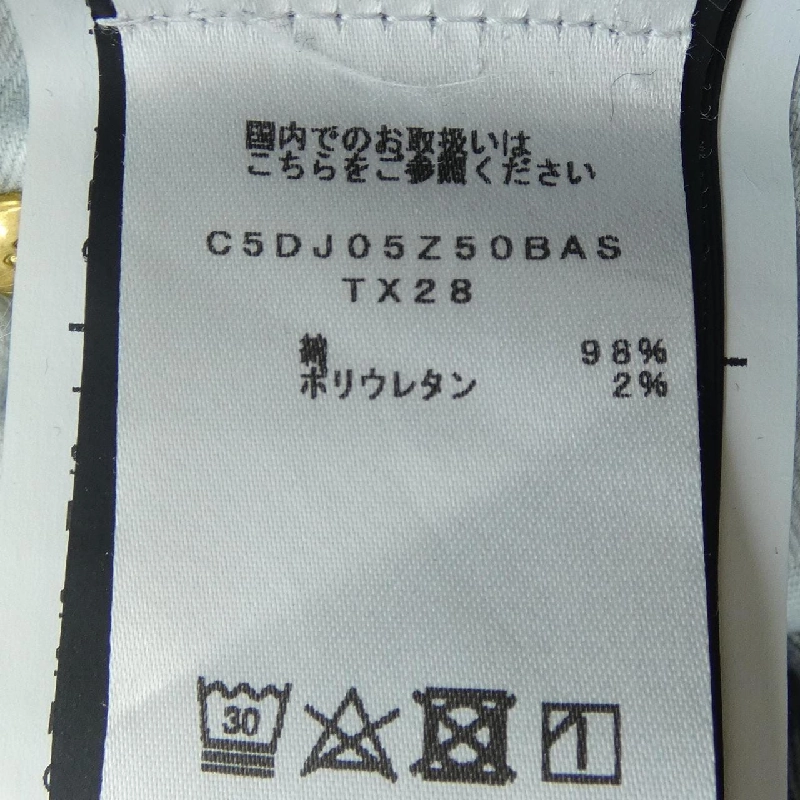 国内でのお取扱いは
こちらをご参照ください
C5DJ05Z50BAS
TX28
綿 98%
ポリウレタン 2%
30